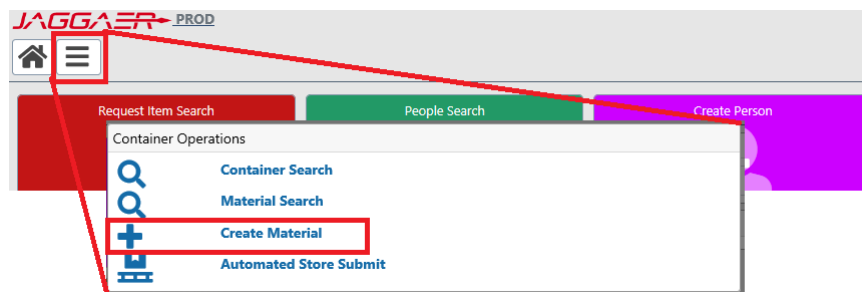 JAGGAER PROD
Request Item Search
People Search
Create Person
Container Operations
Container Search
Material Search
Create Material
Automated Store Submit